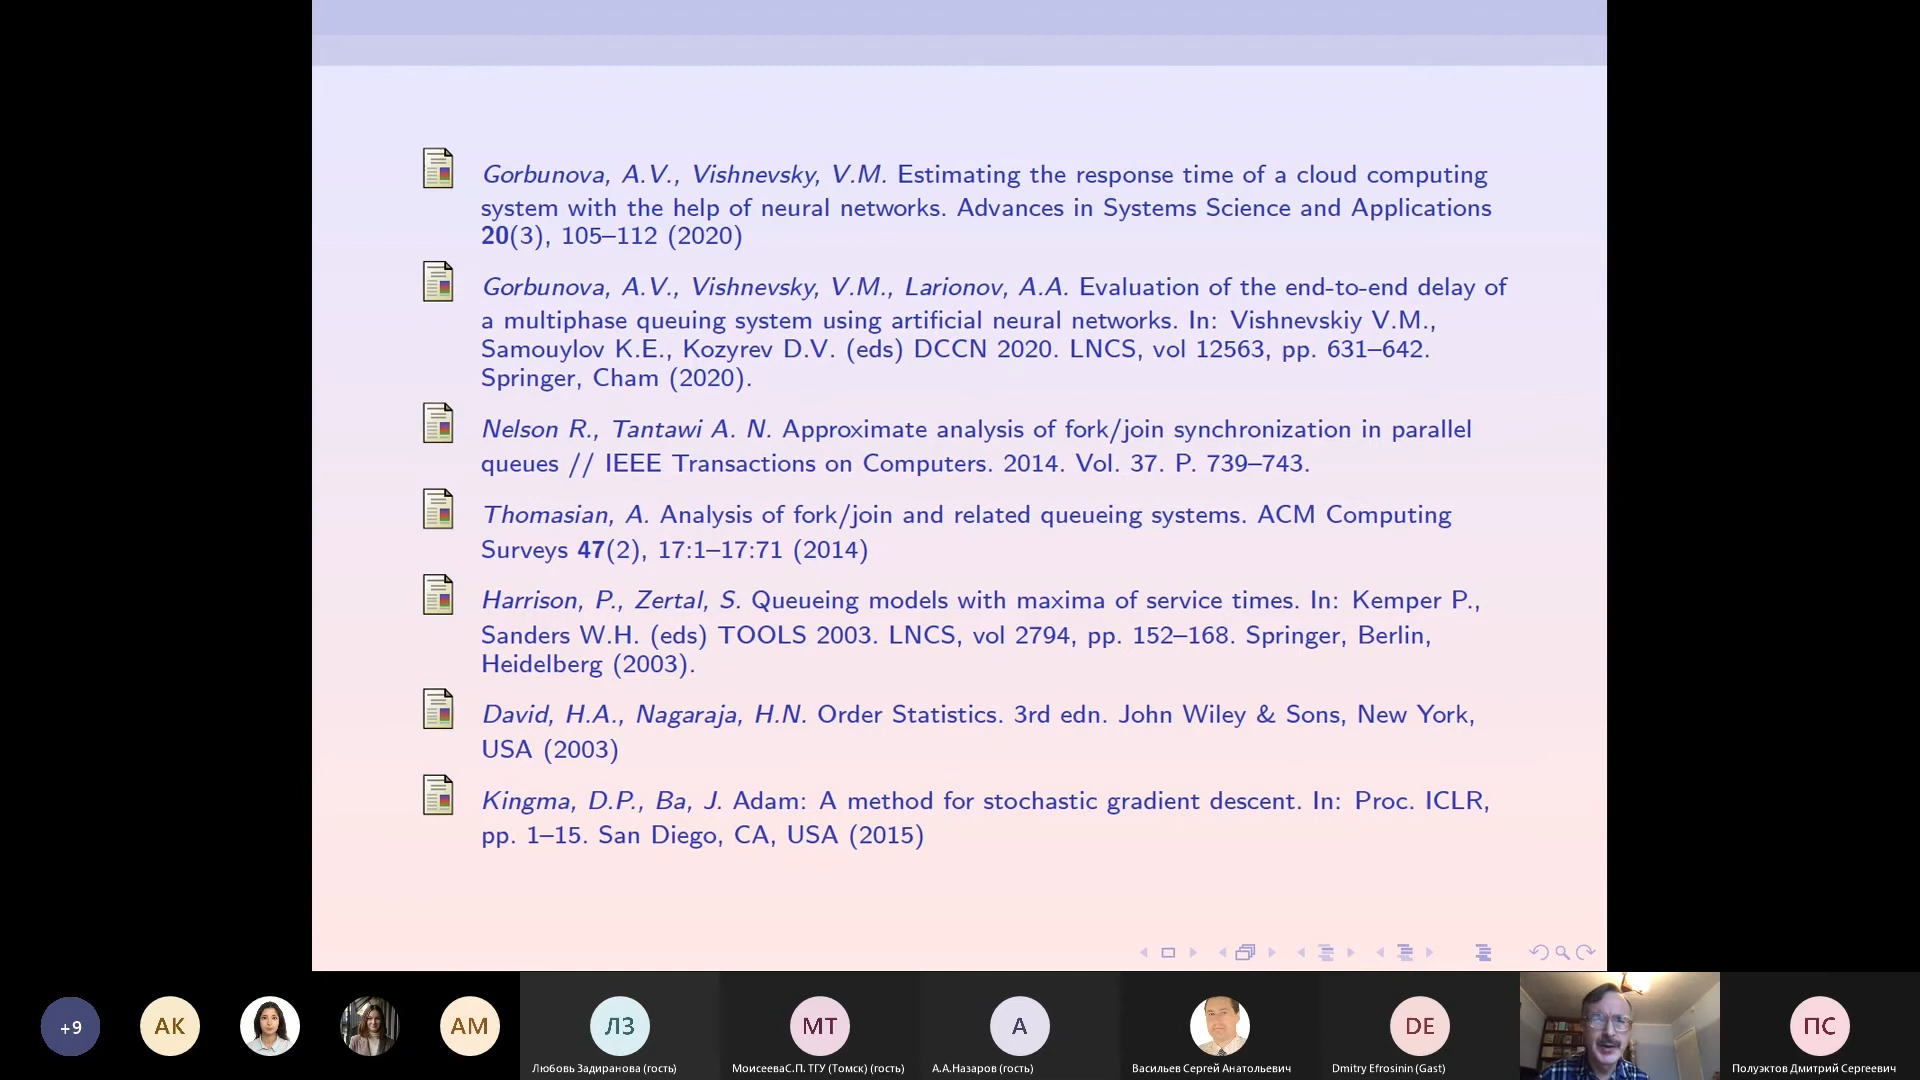 Gorbunova, A.V., Vishnevsky, V.M. Estimating the response time of a cloud computing
system with the help of neural networks. Advances in Systems Science and Applications
20(3), 105–112 (2020)
Gorbunova, A.V., Vishnevsky, V.M., Larionov, A.A. Evaluation of the end-to-end delay of
a multiphase queuing system using artificial neural networks. In: Vishnevskiy V.M.,
Samouylov K.E., Kozyrev D.V. (eds) DCCN 2020. LNCS, vol 12563, pp. 631–642.
Springer, Cham (2020).
Nelson R., Tantawi A. N. Approximate analysis of fork/join synchronization in parallel
queues // IEEE Transactions on Computers. 2014. Vol. 37. P. 739–743.
Thomasian, A. Analysis of fork/join and related queueing systems. ACM Computing
Surveys 47(2), 17:1–17:71 (2014)
Harrison, P., Zertal, S. Queueing models with maxima of service times. In: Kemper P.,
Sanders W.H. (eds) TOOLS 2003. LNCS, vol 2794, pp. 152–168. Springer, Berlin,
Heidelberg (2003).
David, H.A., Nagaraja, H.N. Order Statistics. 3rd edn. John Wiley & Sons, New York,
USA (2003)
Kingma, D.P., Ba, J. Adam: A method for stochastic gradient descent. In: Proc. ICLR,
pp. 1–15. San Diego, CA, USA (2015)
+9
АК
АМ
ЛЗ
МТ
А
DE
ПС
Любовь Задиранова (гость)
МоисееваС.П. ТГУ (Томск) (гость)
А.А.Назаров (гость)
Васильев Сергей Анатольевич
Dmitry Efrosinin (Gast)
Полуэктов Дмитрий Сергеевич